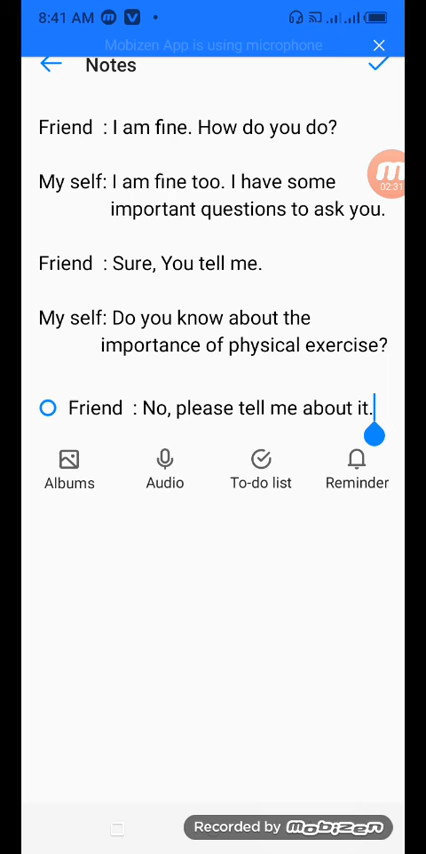 8:41 AM
Mobizen App is using microphone
Notes
02:31
Friend : I am fine. How do you do?
My self: I am fine too. I have some
important questions to ask you.
Friend : Sure, You tell me.
My self: Do you know about the
importance of physical exercise?
Friend : No, please tell me about it.
Albums Audio To-do list Reminder
Recorded by mobizen